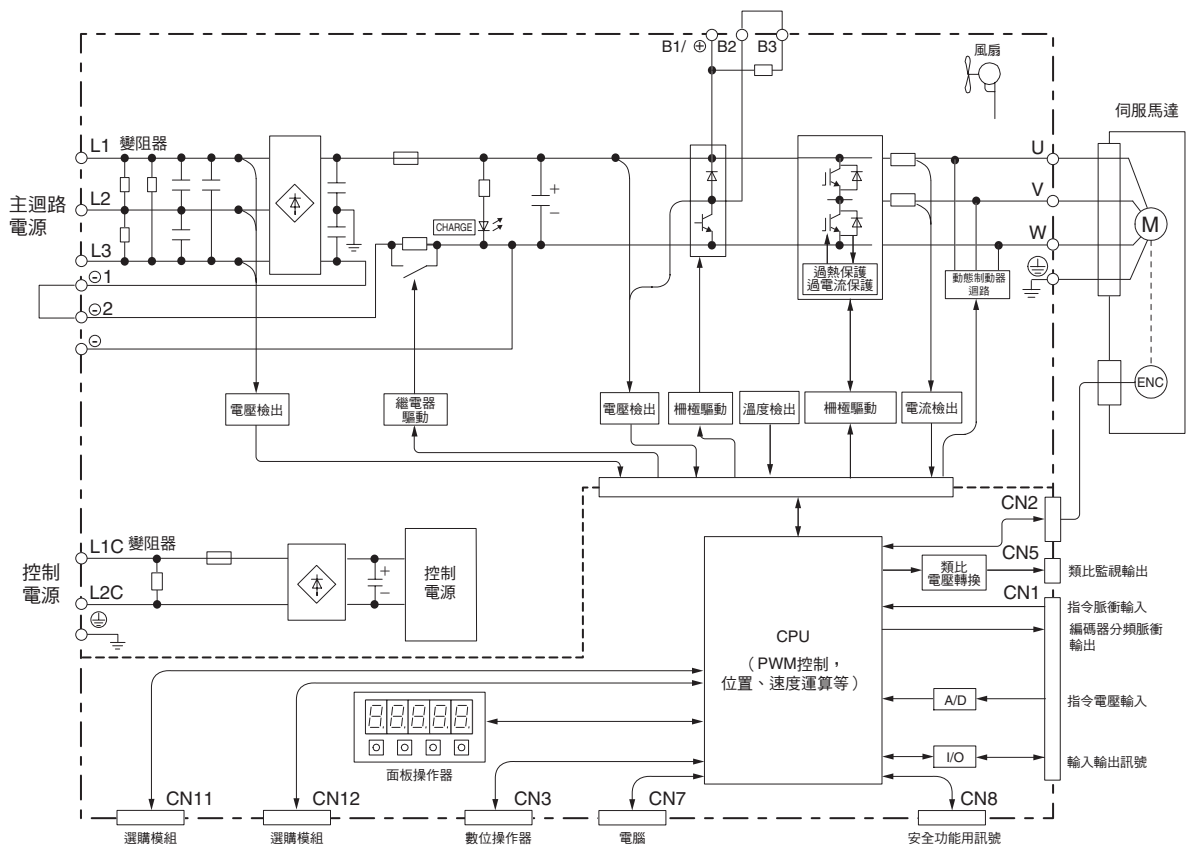 B1/ ⊕
B2
B3
風扇
伺服馬達
L1
變阻器
L2
L3
主迴路
電源
⊖1
⊖2
⊖
CHARGE
+
−
過熱保護
過電流保護
U
V
W
M
動態制動器
迴路
ENC
電壓檢出
繼電器
驅動
電壓檢出
柵極驅動
溫度檢出
柵極驅動
電流檢出
CN2
L1C
變阻器
L2C
控制
電源
+
−
控制
電源
CN5
類比
電壓轉換
類比監視輸出
CN1
指令脈衝輸入
編碼器分頻脈衝
輸出
CPU
（PWM控制，
位置、速度運算等）
A/D
指令電壓輸入
I/O
輸入輸出訊號
8.8.8.8.8.
面板操作器
CN11
CN12
CN3
CN7
CN8
選購模組
選購模組
數位操作器
電腦
安全功能用訊號